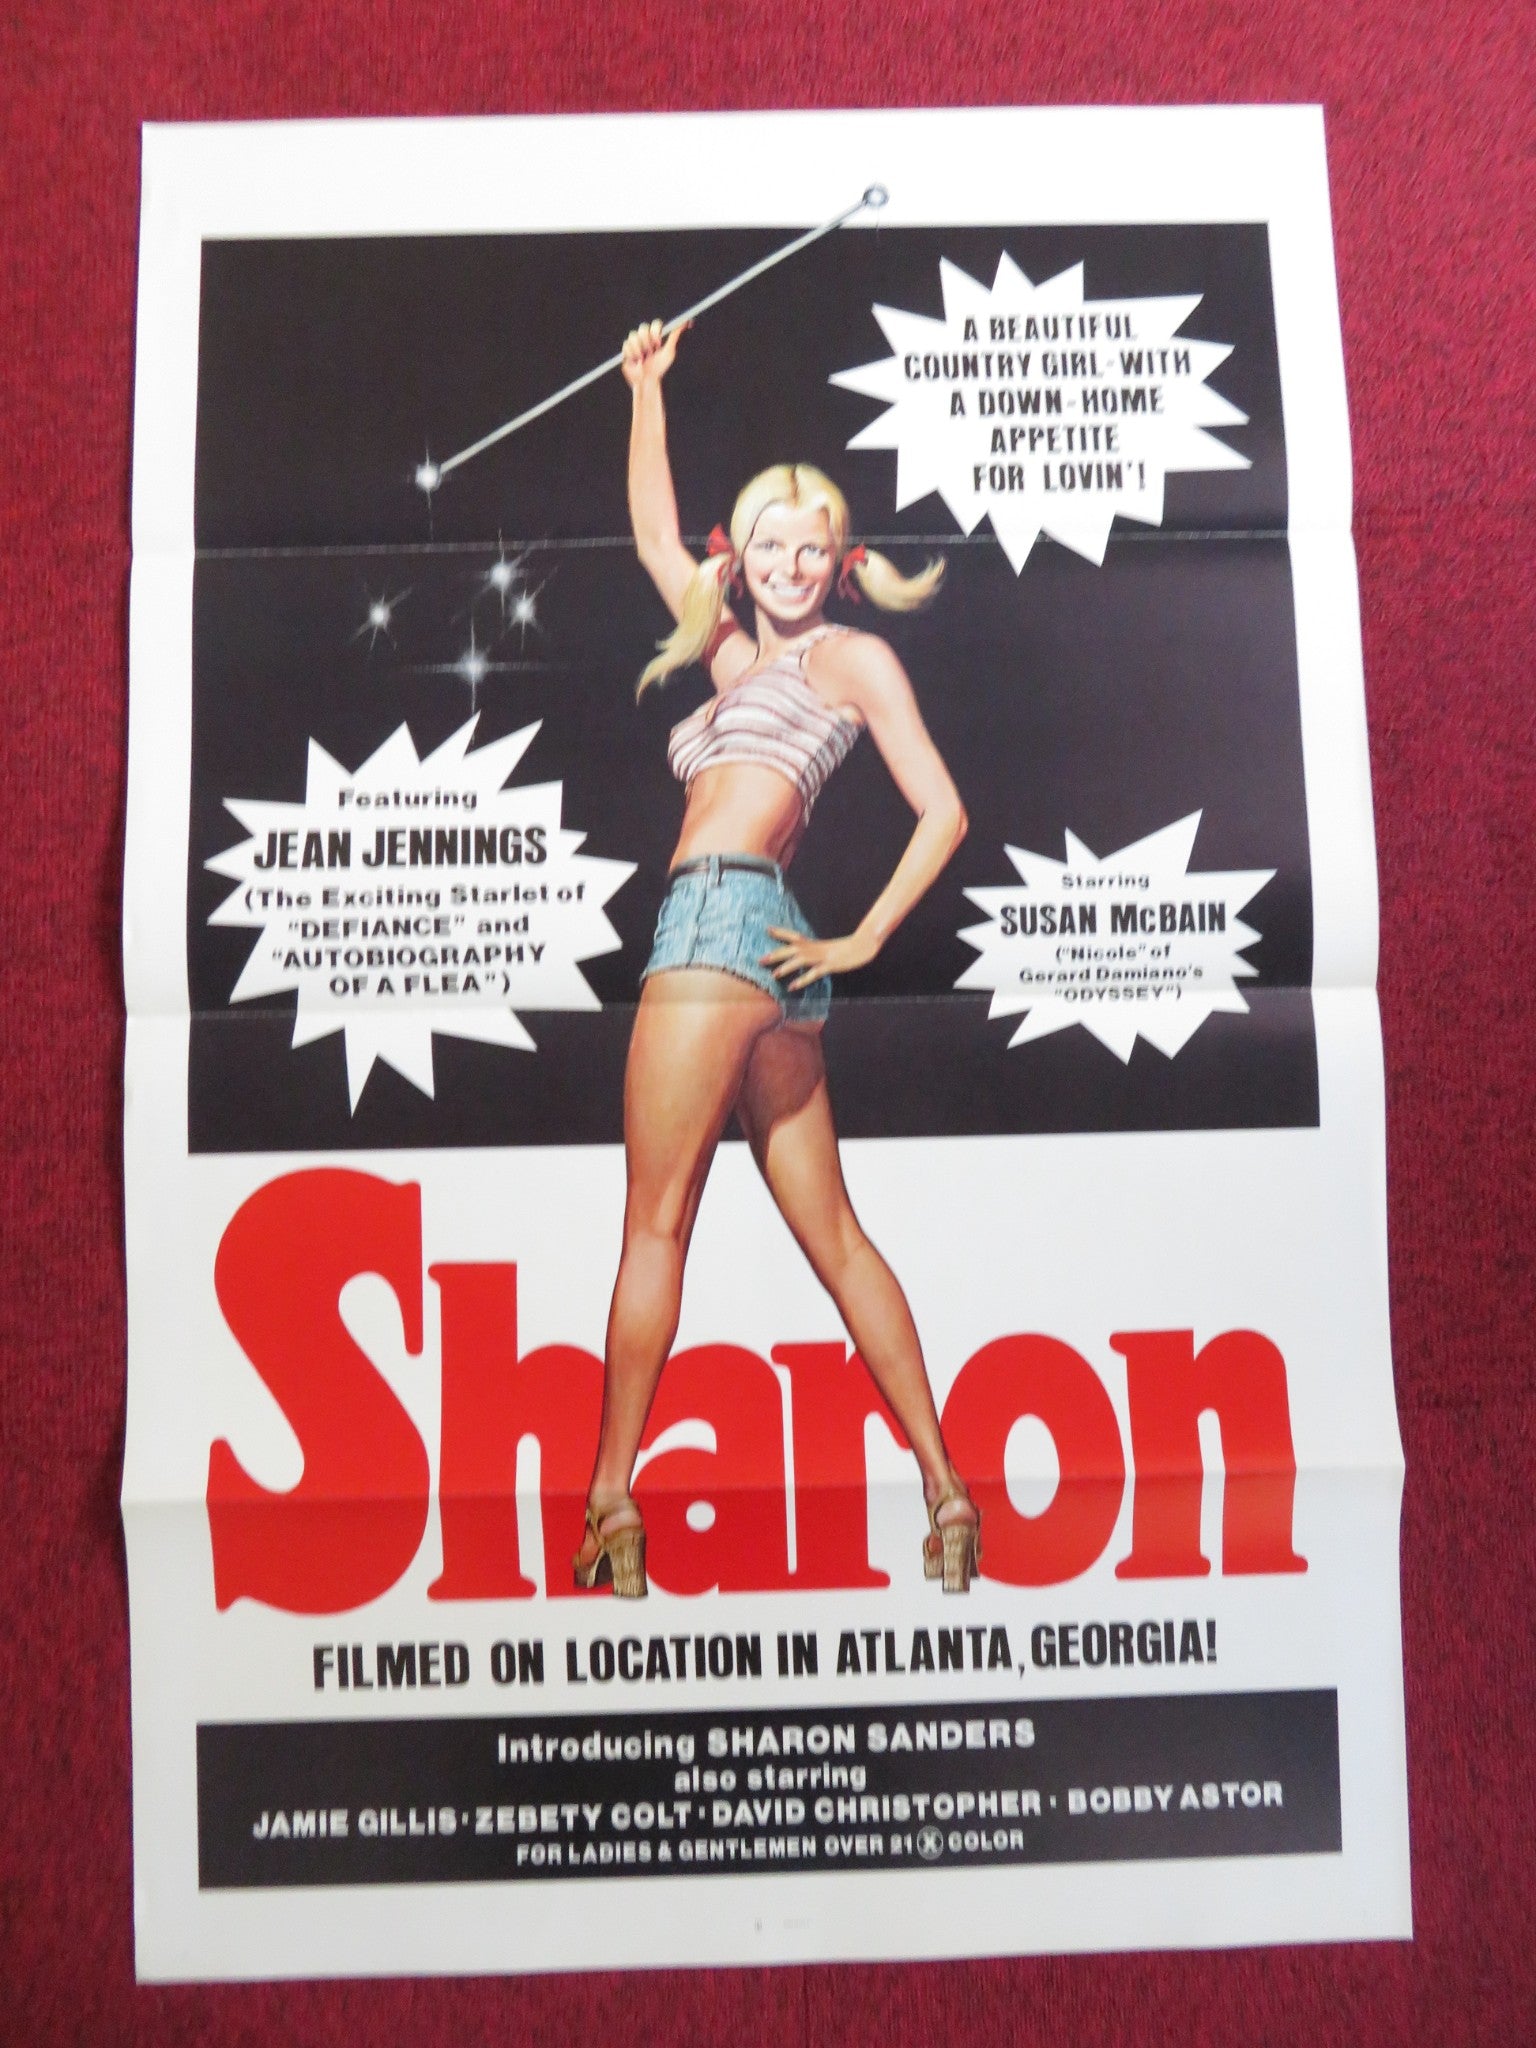 A BEAUTIFUL
COUNTRY GIRL-WITH
A DOWN-HOME
APPETITE
FOR LOVIN'!
Featuring
JEAN JENNINGS
(The Exciting Starlet of
"DEFIANCE" and
"AUTOBIOGRAPHY
OF A FLEA")
Starring
SUSAN McBAIN
("Nicole" of
Gerard Damiano's
"ODYSSEY")
Sharon
FILMED ON LOCATION IN ATLANTA, GEORGIA!
Introducing SHARON SANDERS
also starring
JAMIE GILLIS · ZEBETY COLT · DAVID CHRISTOPHER · BOBBY ASTOR
FOR LADIES & GENTLEMEN OVER 21 X COLOR